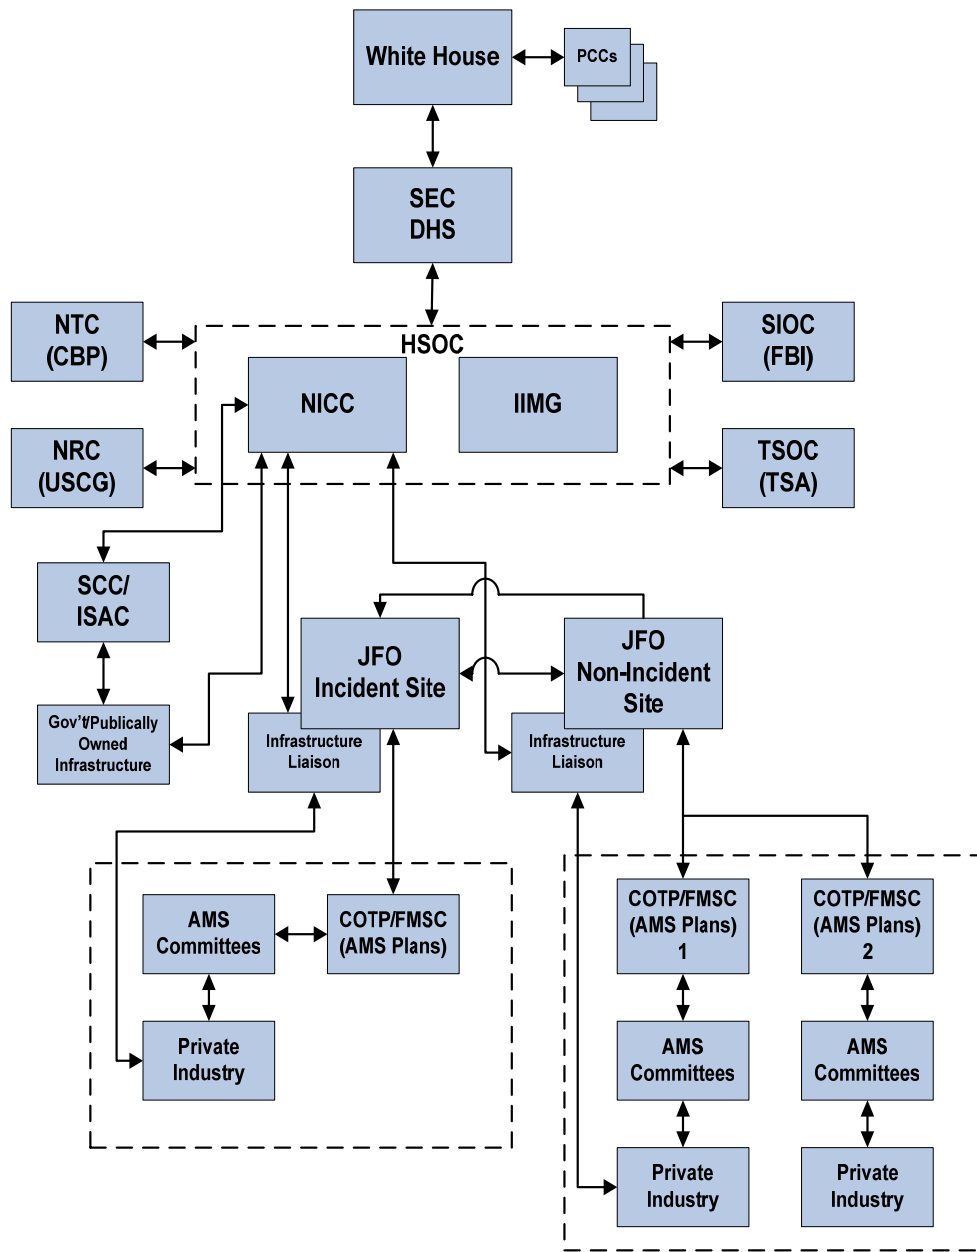 White House
PCCs
SEC
DHS
NTC
(CBP)
HSOC
SIOC
(FBI)
NICC
IIMG
NRC
(USCG)
TSOC
(TSA)
SCC/
ISAC
JFO
Incident Site
JFO
Non-Incident
Site
Gov't/Publically
Owned
Infrastructure
Infrastructure
Liaison
Infrastructure
Liaison
AMS
Committees
COTP/FMSC
(AMS Plans)
COTP/FMSC
(AMS Plans)
1
COTP/FMSC
(AMS Plans)
2
Private
Industry
AMS
Committees
AMS
Committees
Private
Industry
Private
Industry